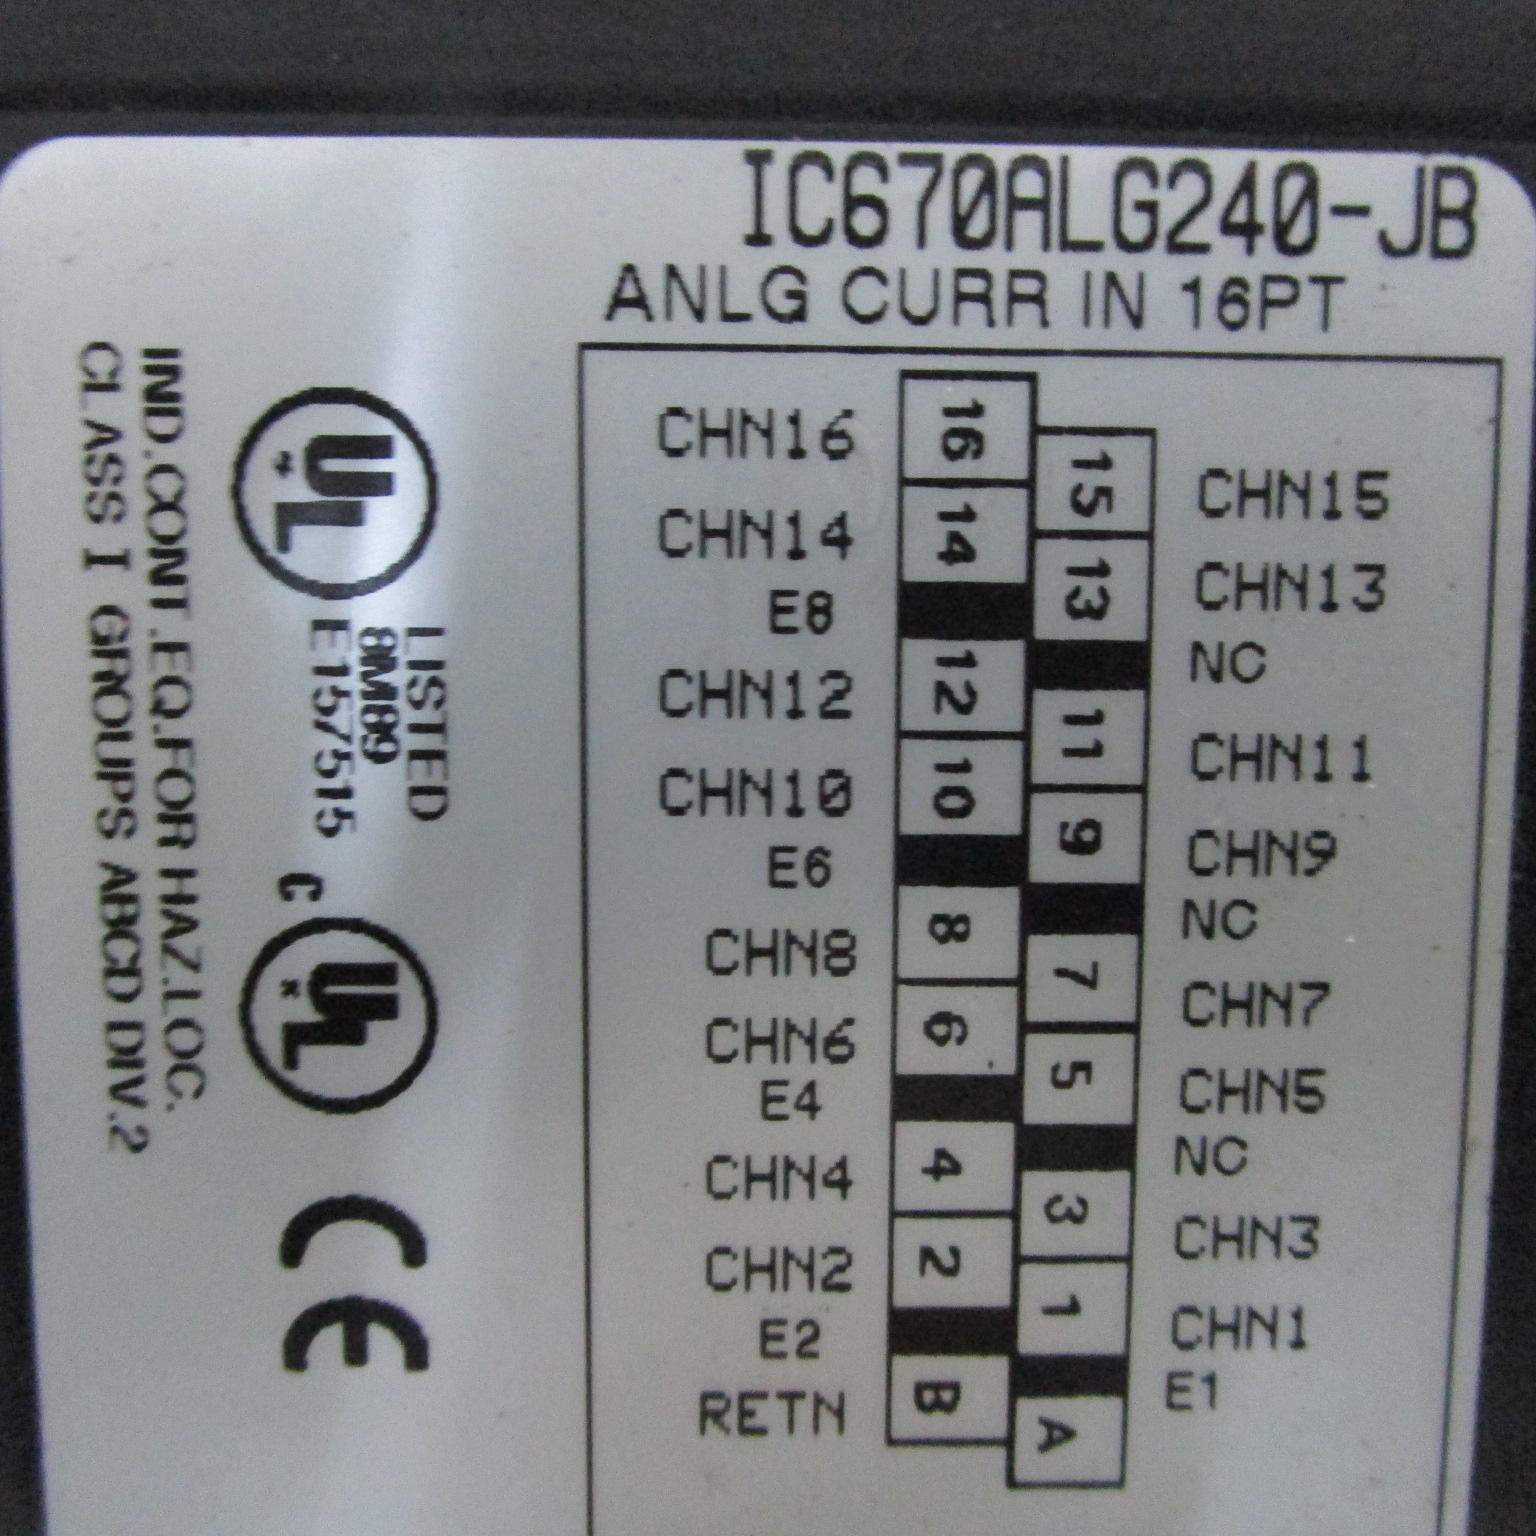 IC670ALG240-JB
ANLG CURR IN 16PT
CHN16 16
15 CHN15
CHN14 14
13 CHN13
E8
NC
CHN12 12
11 CHN11
CHN10 10
9 CHN9
E6
NC
CHN8 8
7 CHN7
CHN6 6
5 CHN5
E4
NC
CHN4 4
3 CHN3
CHN2 2
1 CHN1
E2
E1
RETN B
A
UL
LISTED
8M89
E157515
C UL
CE
IND.CONT.EQ.FOR HAZ.LOC.
CLASS I GROUPS ABCD DIV.2